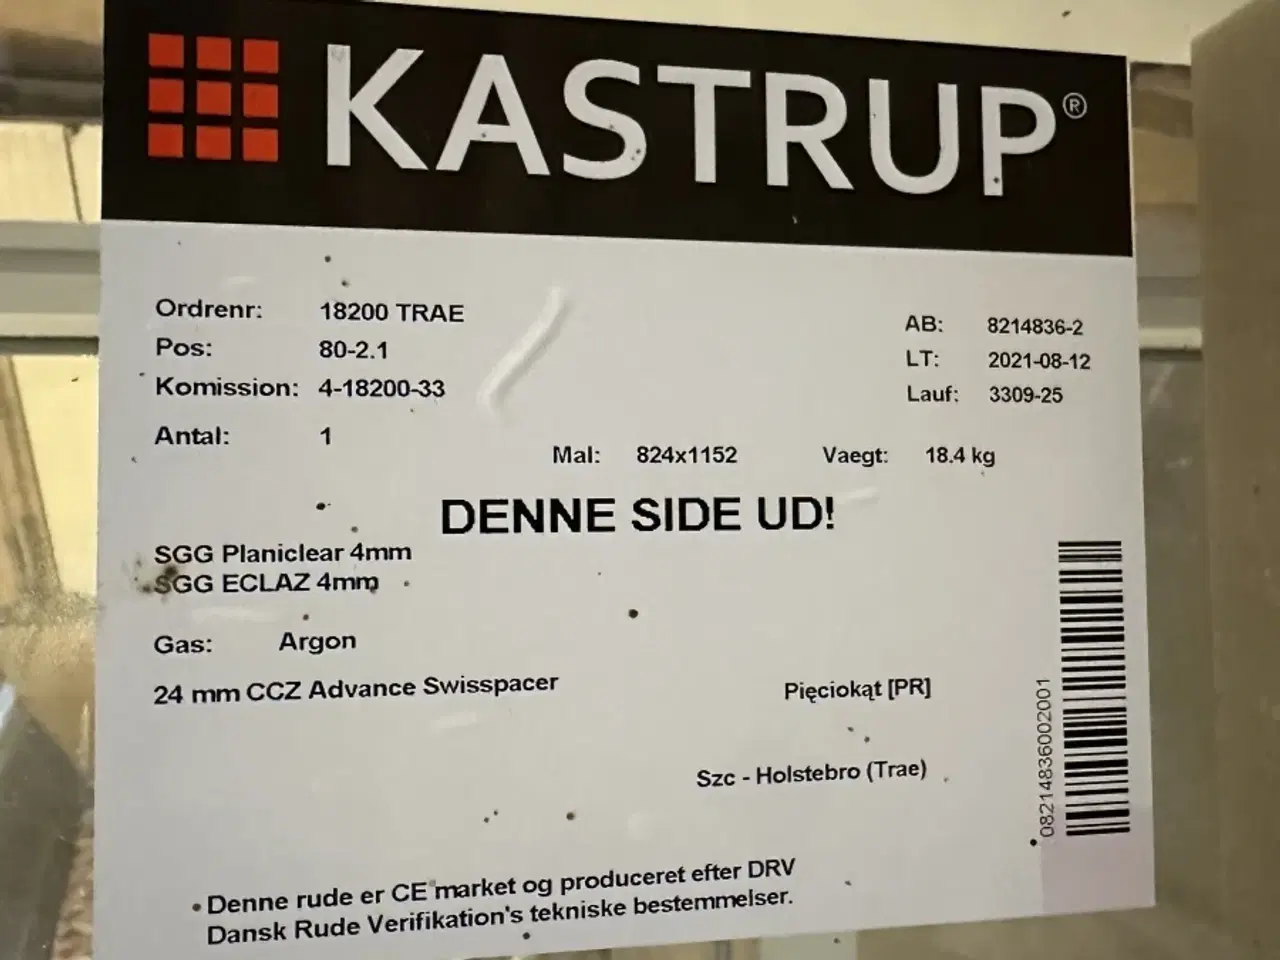 KASTRUP®
Ordrenr: 18200 TRAE
Pos: 80-2.1
Komission: 4-18200-33
Antal: 1
AB: 8214836-2
LT: 2021-08-12
Lauf: 3309-25
Mal: 824x1152 Vaegt: 18.4 kg
DENNE SIDE UD!
SGG Planiclear 4mm
SGG ECLAZ 4mm
Gas: Argon
24 mm CCZ Advance Swisspacer
Pięciokąt [PR]
Szc - Holstebro (Trae)
08214836002001
Denne rude er CE market og produceret efter DRV
Dansk Rude Verifikation's tekniske bestemmelser.